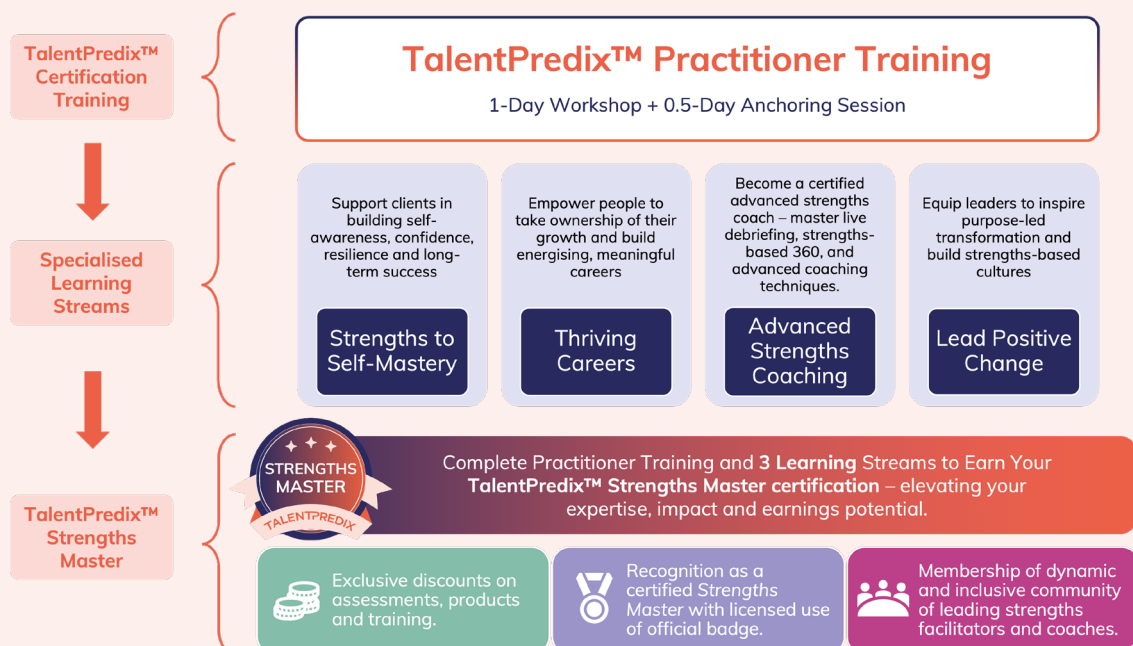 TalentPredix™
Certification
Training
TalentPredix™ Practitioner Training
1-Day Workshop + 0.5-Day Anchoring Session
Specialised
Learning
Streams
Support clients in
building self-
awareness, confidence,
resilience and long-
term success
Strengths to
Self-Mastery
Empower people to
take ownership of their
growth and build
energising, meaningful
careers
Thriving
Careers
Become a certified
advanced strengths
coach – master live
debriefing, strengths-
based 360, and
advanced coaching
techniques.
Advanced
Strengths
Coaching
Equip leaders to inspire
purpose-led
transformation and
build strengths-based
cultures
Lead Positive
Change
TalentPredix™
Strengths
Master
STRENGTHS
MASTER
TALENTPREDIX
Complete Practitioner Training and 3 Learning Streams to Earn Your
TalentPredix™ Strengths Master certification – elevating your
expertise, impact and earnings potential.
Exclusive discounts on
assessments, products
and training.
Recognition as a
certified Strengths
Master with licensed use
of official badge.
Membership of dynamic
and inclusive community
of leading strengths
facilitators and coaches.